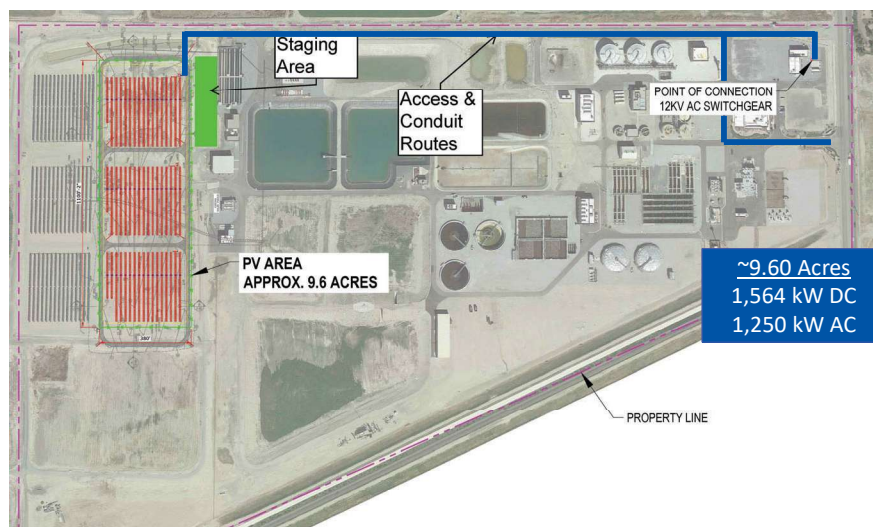 Staging
Area
Access &
Conduit
Routes
POINT OF CONNECTION
12KV AC SWITCHGEAR
PV AREA
APPROX. 9.6 ACRES
380'
~9.60 Acres
1,564 kW DC
1,250 kW AC
PROPERTY LINE